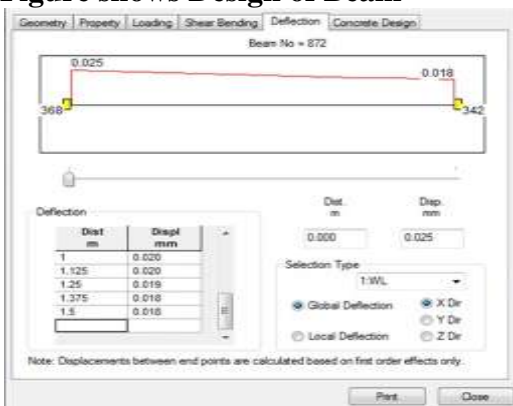 Figure shows Design of Beam
Geometry Property Loading Shear Bending Deflection Concrete Design
Beam No = 872
0.025
0.018
368
342
Dist. m
Disp. mm
0.000 0.025
Deflection
Dist m Displ mm
1 0.020
1.125 0.020
1.25 0.019
1.375 0.018
1.5 0.018
Selection Type
1:WL
Global Deflection
Local Deflection
X Dir
Y Dir
Z Dir
Note: Displacements between end points are calculated based on first order effects only.
Print Close